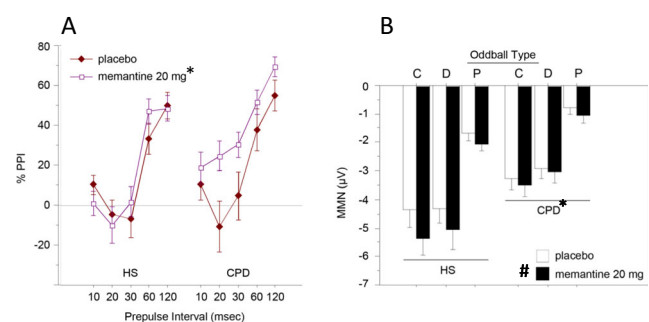 A
placebo
memantine 20 mg*
80
60
40
20
0
-20
% PPI
HS
CPD
10 20 30 60 120 10 20 30 60 120
Prepulse Interval (msec)
B
Oddball Type
C D P C D P
0
-1
-2
-3
-4
-5
-6
-7
MMN (µV)
CPD*
HS
placebo
# memantine 20 mg